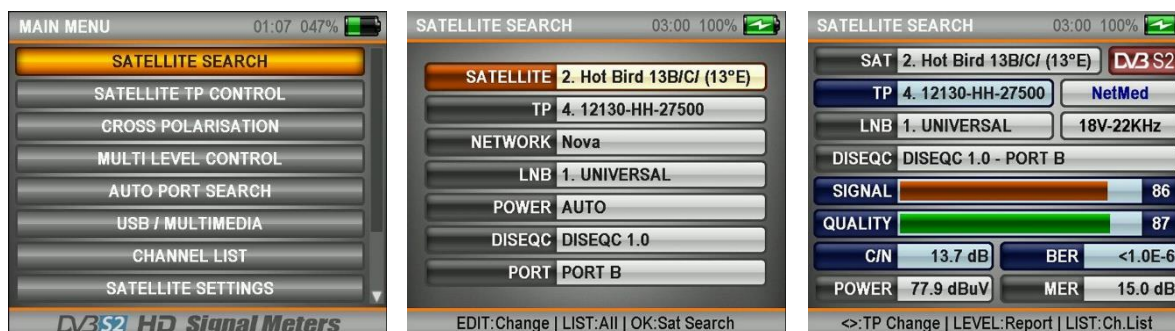 MAIN MENU 01:07 047%
SATELLITE SEARCH
SATELLITE TP CONTROL
CROSS POLARISATION
MULTI LEVEL CONTROL
AUTO PORT SEARCH
USB / MULTIMEDIA
CHANNEL LIST
SATELLITE SETTINGS
DVB S2 HD Signal Meters
SATELLITE SEARCH 03:00 100%
SATELLITE 2. Hot Bird 13B/C/ (13°E)
TP 4. 12130-HH-27500
NETWORK Nova
LNB 1. UNIVERSAL
POWER AUTO
DISEQC DISEQC 1.0
PORT PORT B
EDIT:Change | LIST:All | OK:Sat Search
SATELLITE SEARCH 03:00 100%
SAT 2. Hot Bird 13B/C/ (13°E) DVB S2
TP 4. 12130-HH-27500 NetMed
LNB 1. UNIVERSAL 18V-22KHz
DISEQC DISEQC 1.0 - PORT B
SIGNAL 86
QUALITY 87
C/N 13.7 dB BER <1.0E-6
POWER 77.9 dBuV MER 15.0 dB
<>:TP Change | LEVEL:Report | LIST:Ch.List